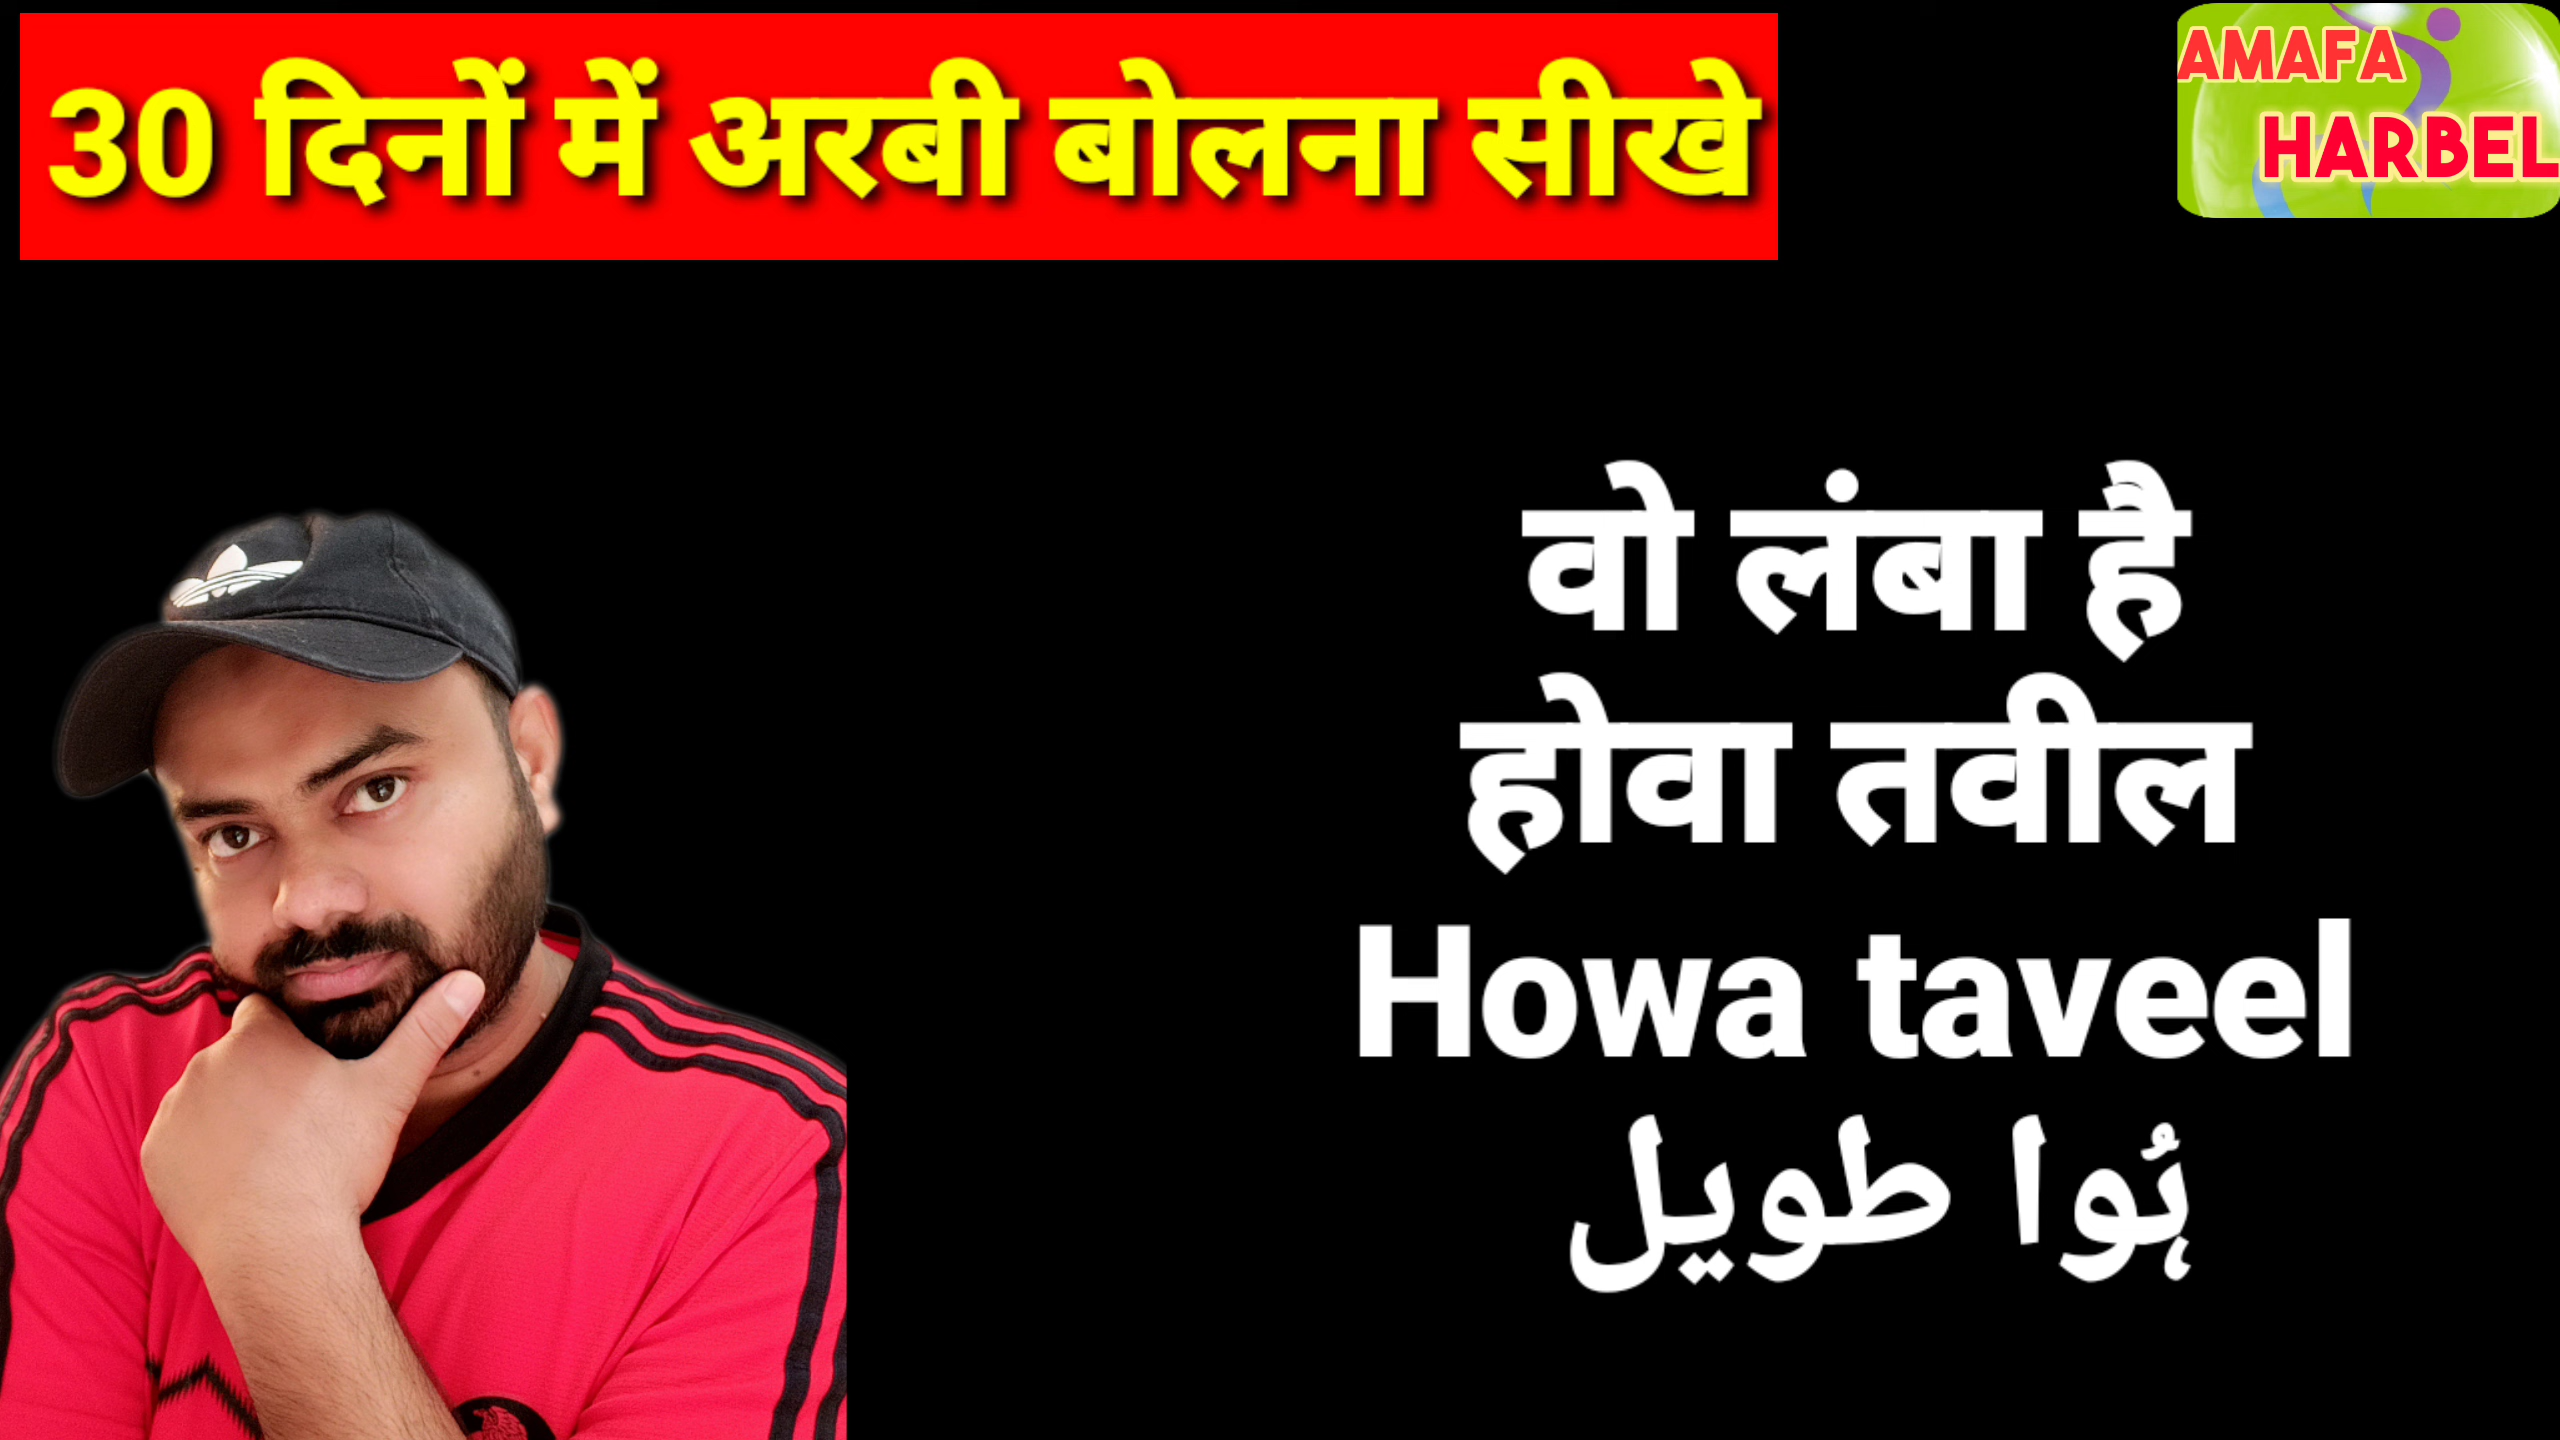 30 दिनों में अरबी बोलना सीखे
AMAFA
HARBEL
वो लंबा है
होवा तवील
Howa taveel
ہُوا طویل